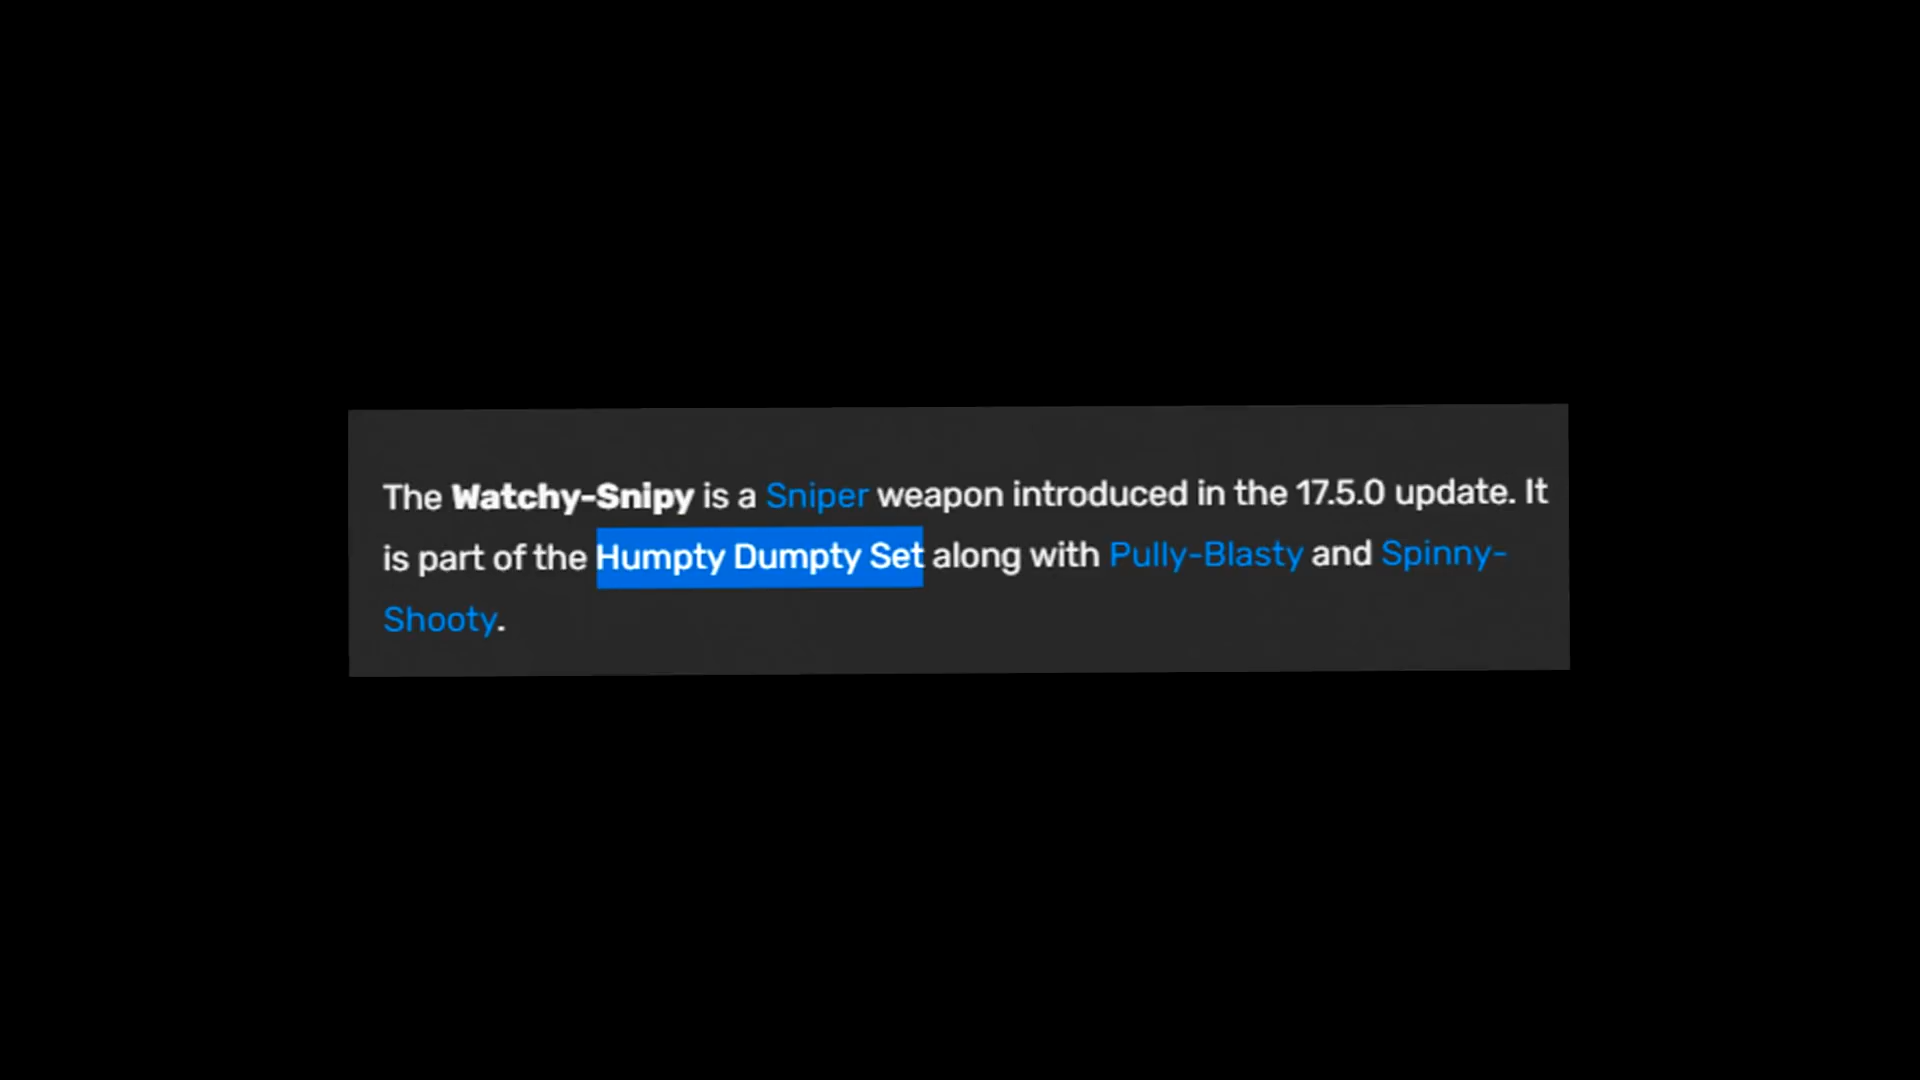 The Watchy-Snipy is a Sniper weapon introduced in the 17.5.0 update. It
is part of the Humpty Dumpty Set along with Pully-Blasty and Spinny-
Shooty.